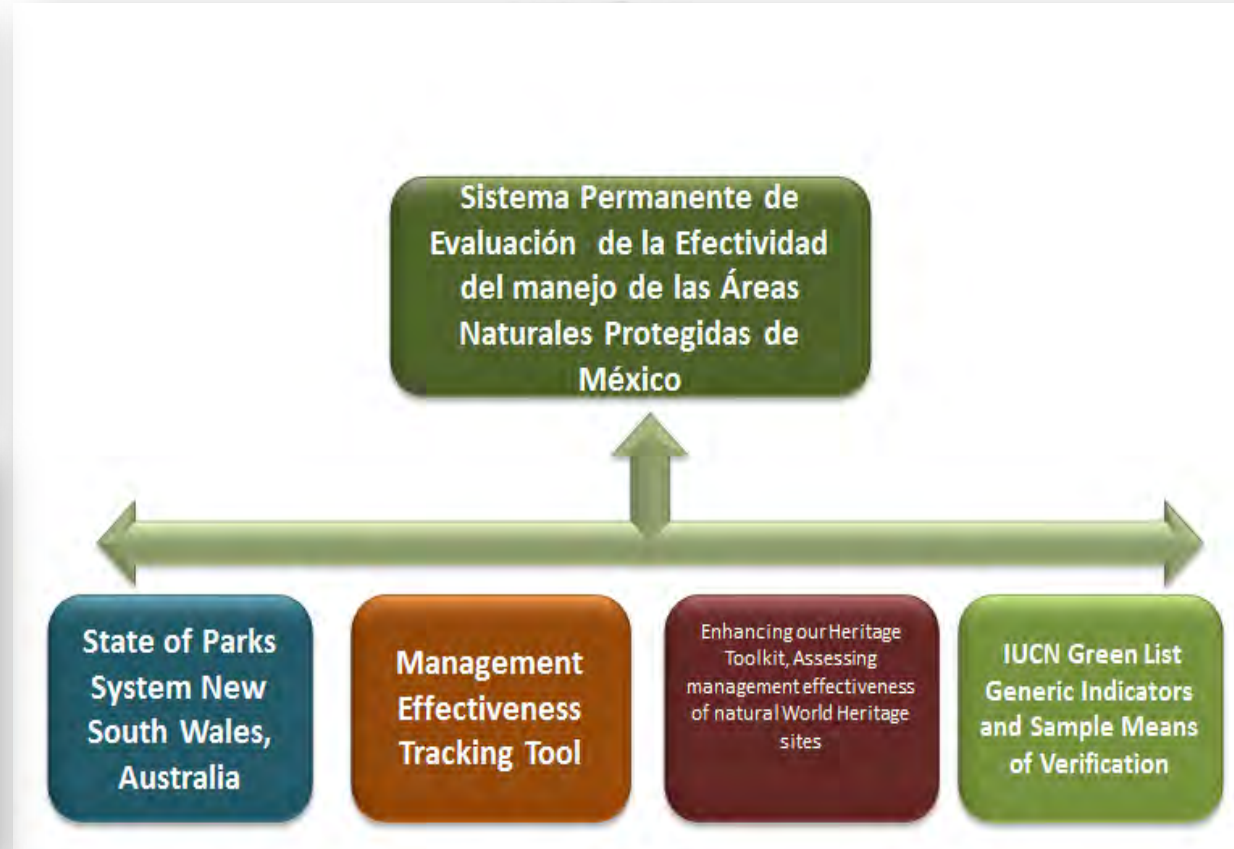 Sistema Permanente de
Evaluación de la Efectividad
del manejo de las Áreas
Naturales Protegidas de
México
State of Parks
System New
South Wales,
Australia
Management
Effectiveness
Tracking Tool
Enhancing our Heritage
Toolkit, Assessing
management effectiveness
of natural World Heritage
sites
IUCN Green List
Generic Indicators
and Sample Means
of Verification